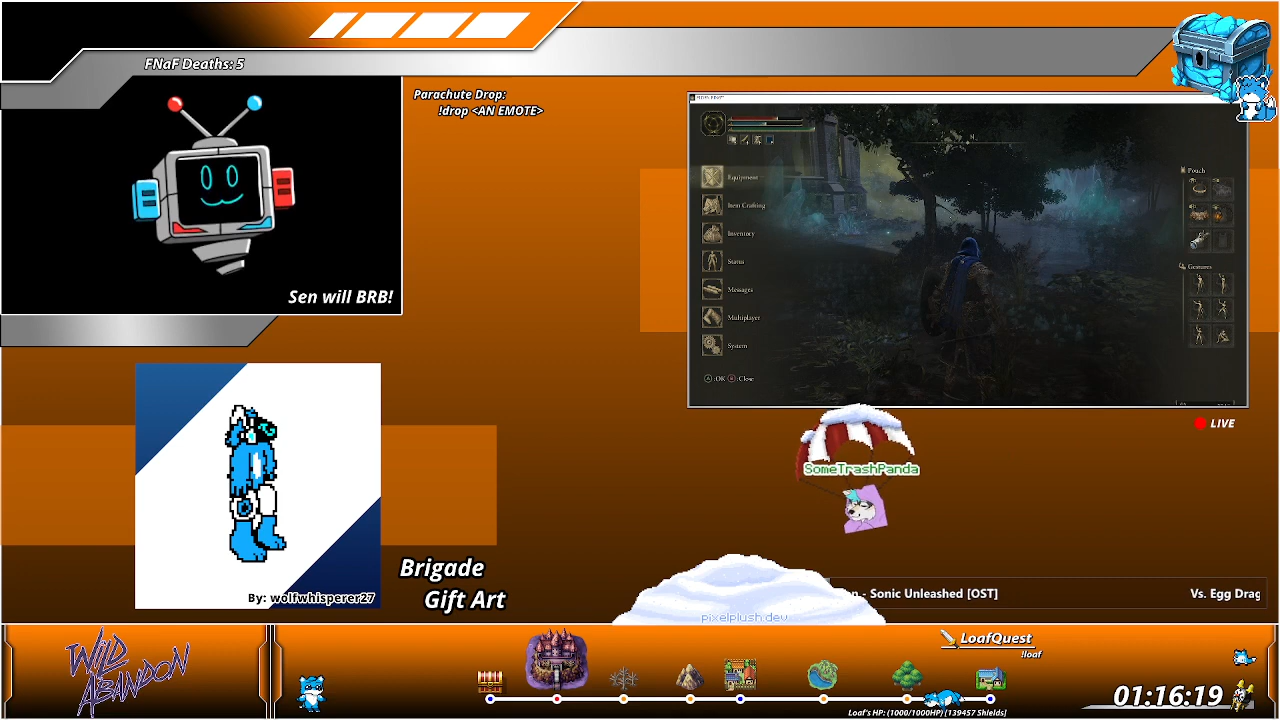 FNaF Deaths: 5
Parachute Drop:
!drop <AN EMOTE>
Sen will BRB!
Equipment
Item Crafting
Inventory
Status
Messages
Multiplayer
System
OK
Close
Pouch
Gestures
N
LIVE
SomeTrashPanda
By: wolfwhisperer27
Brigade
Gift Art
- Sonic Unleashed [OST]
Vs. Egg Drag
pixelplush.dev
WILD
ABANDON
LoafQuest
!loaf
Loaf's HP: (1000/1000HP) [139457 Shields]
01:16:19